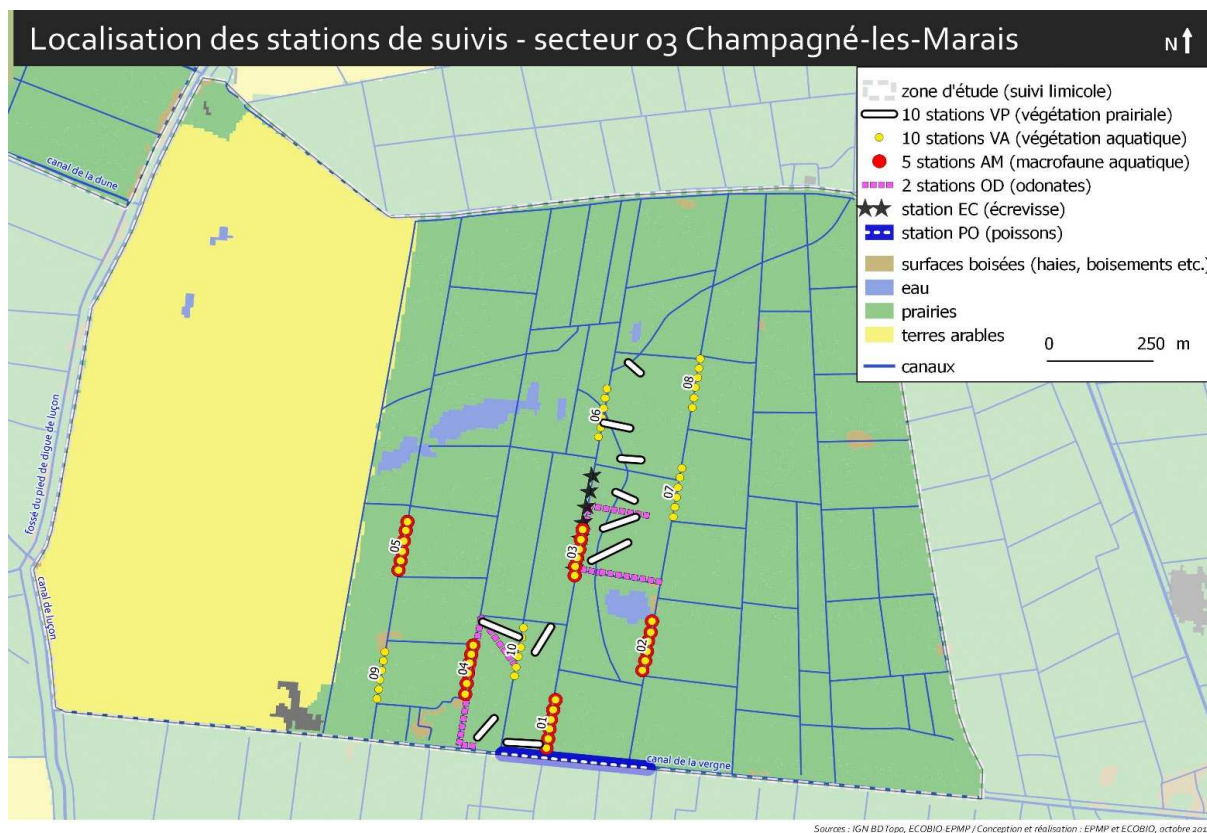 Localisation des stations de suivis - secteur 03 Champagné-les-Marais
N
zone d'étude (suivi limicole)
10 stations VP (végétation prairiale)
10 stations VA (végétation aquatique)
5 stations AM (macrofaune aquatique)
2 stations OD (odonates)
station EC (écrevisse)
station PO (poissons)
surfaces boisées (haies, boisements etc.)
eau
prairies
terres arables
0 250 m
canaux
canal de la dune
fossé du pied de digue de luçon
canal de luçon
06
08
07
05
03
02
10
04
09
01
canal de la vergne
Sources : IGN BDTopo, ECOBIO-EPMP / Conception et réalisation : EPMP et ECOBIO, octobre